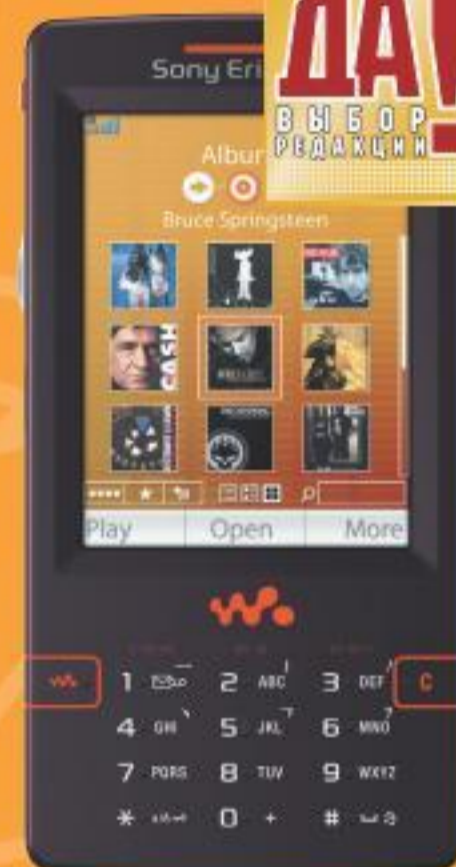 ДА!
ВЫБОР
РЕДАКЦИИ
Sony Eri
Albu
Bruce Springsteen
CASH
Play Open More
1 2 ABC 3 DEF C
4 GHI 5 JKL 6 MNO
7 PQRS 8 TUV 9 WXYZ
* 0 + #